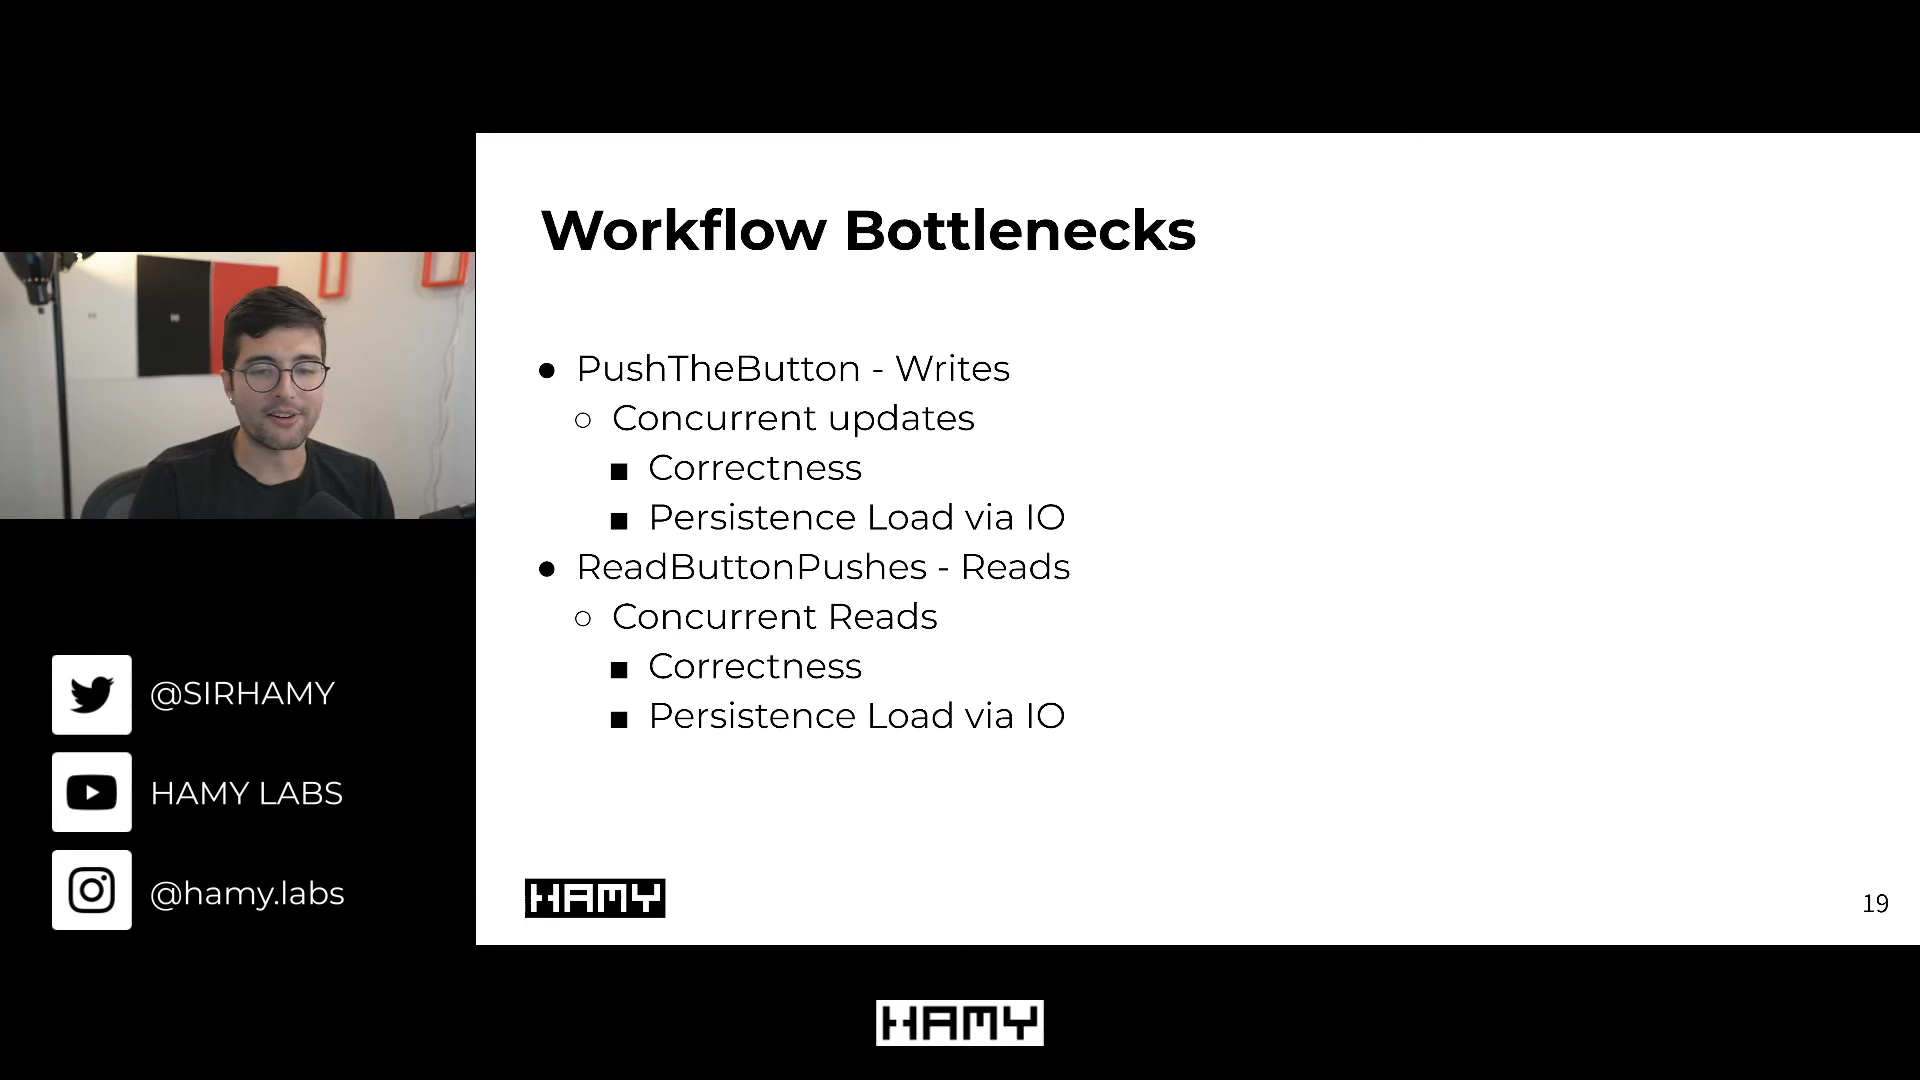 Workflow Bottlenecks
● PushTheButton - Writes
○ Concurrent updates
■ Correctness
■ Persistence Load via IO
● ReadButtonPushes - Reads
○ Concurrent Reads
■ Correctness
■ Persistence Load via IO
@SIRHAMY
HAMY LABS
@hamy.labs
HAMY
19
HAMY